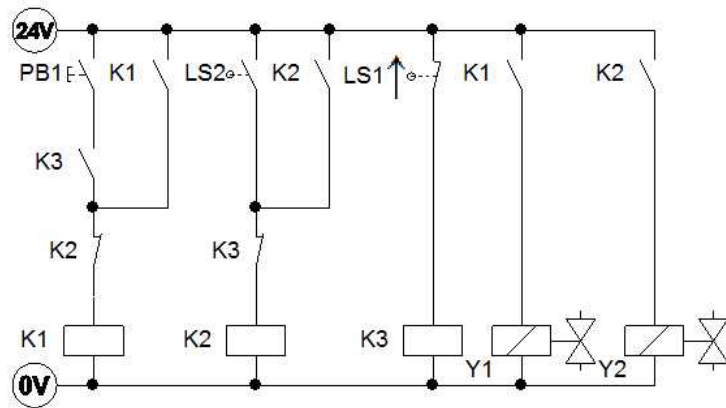 24V
PB1 K1 LS2 K2 LS1 K1 K2
K3
K2 K3
K1 K2 K3 Y1 Y2
0V